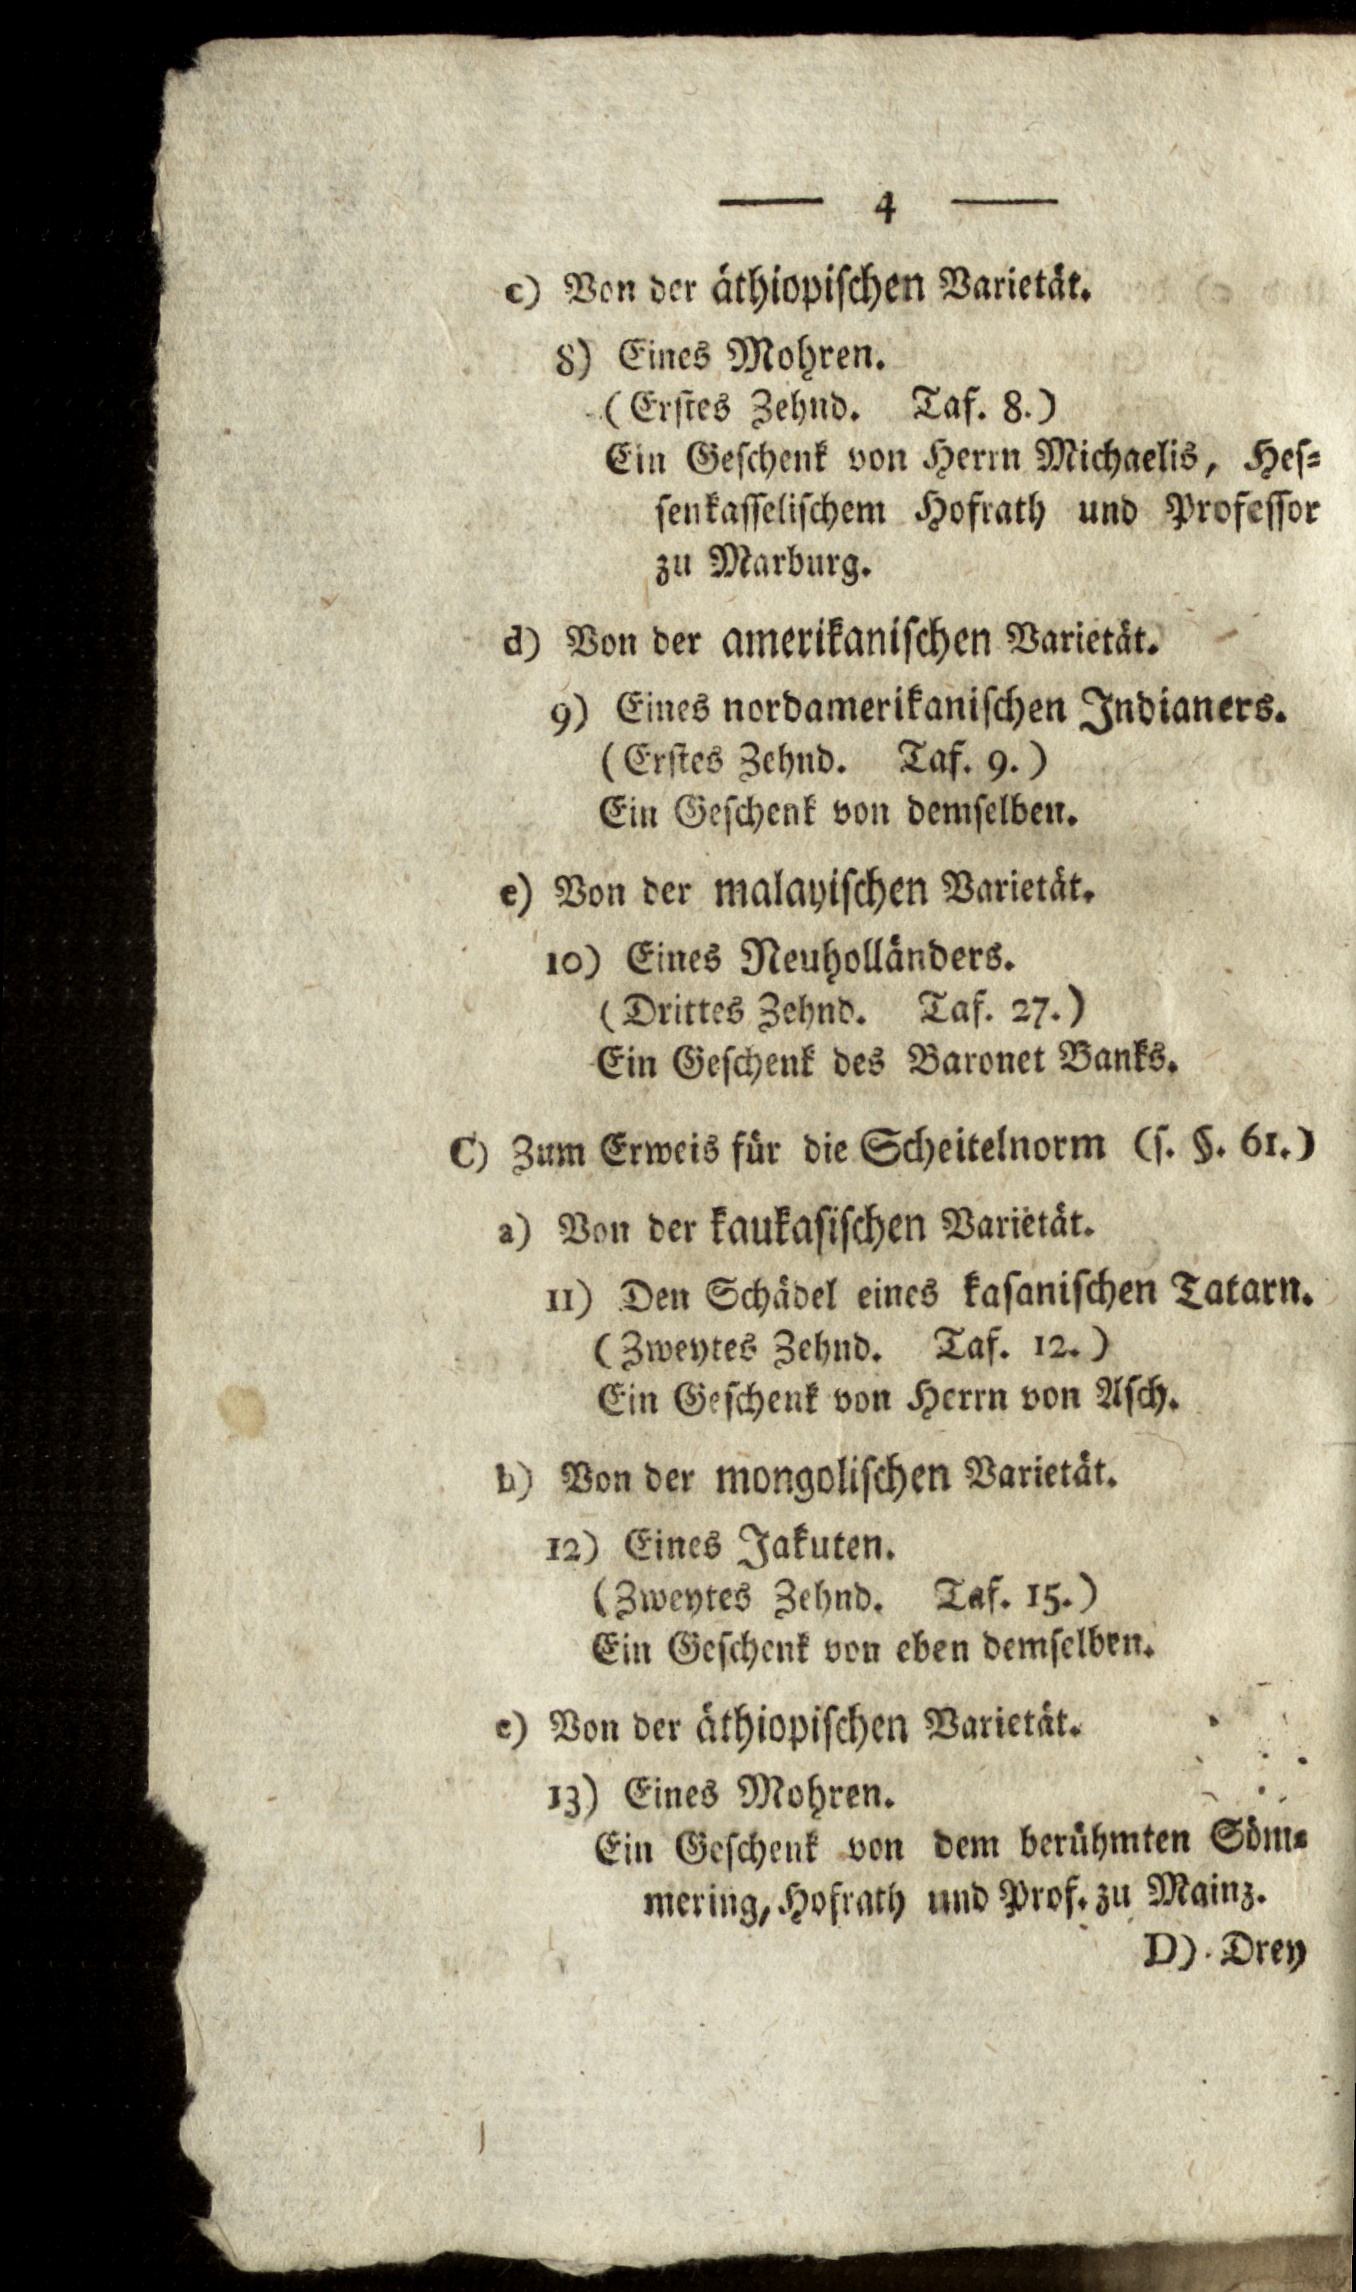 — 4 —
c) Von der äthiopischen Varietät.
8) Eines Mohren.
(Erstes Zehnd. Taf. 8.)
Ein Geschenk von Herrn Michaelis, Hes-
senkasselischem Hofrath und Professor
zu Marburg.
d) Von der amerikanischen Varietät.
9) Eines nordamerikanischen Indianers.
(Erstes Zehnd. Taf. 9.)
Ein Geschenk von demselben.
e) Von der malayischen Varietät.
10) Eines Neuholländers.
(Drittes Zehnd. Taf. 27.)
Ein Geschenk des Baronet Banks.
C) Zum Erweis für die Scheitelnorm (s. §. 61.)
a) Von der kaukasischen Varietät.
11) Den Schädel eines kasanischen Tatarn.
(Zweytes Zehnd. Taf. 12.)
Ein Geschenk von Herrn von Asch.
b) Von der mongolischen Varietät.
12) Eines Jakuten.
(Zweytes Zehnd. Taf. 15.)
Ein Geschenk von eben demselben.
c) Von der äthiopischen Varietät.
13) Eines Mohren.
Ein Geschenk von dem berühmten Söm-
mering, Hofrath und Prof. zu Mainz.
D) Drey